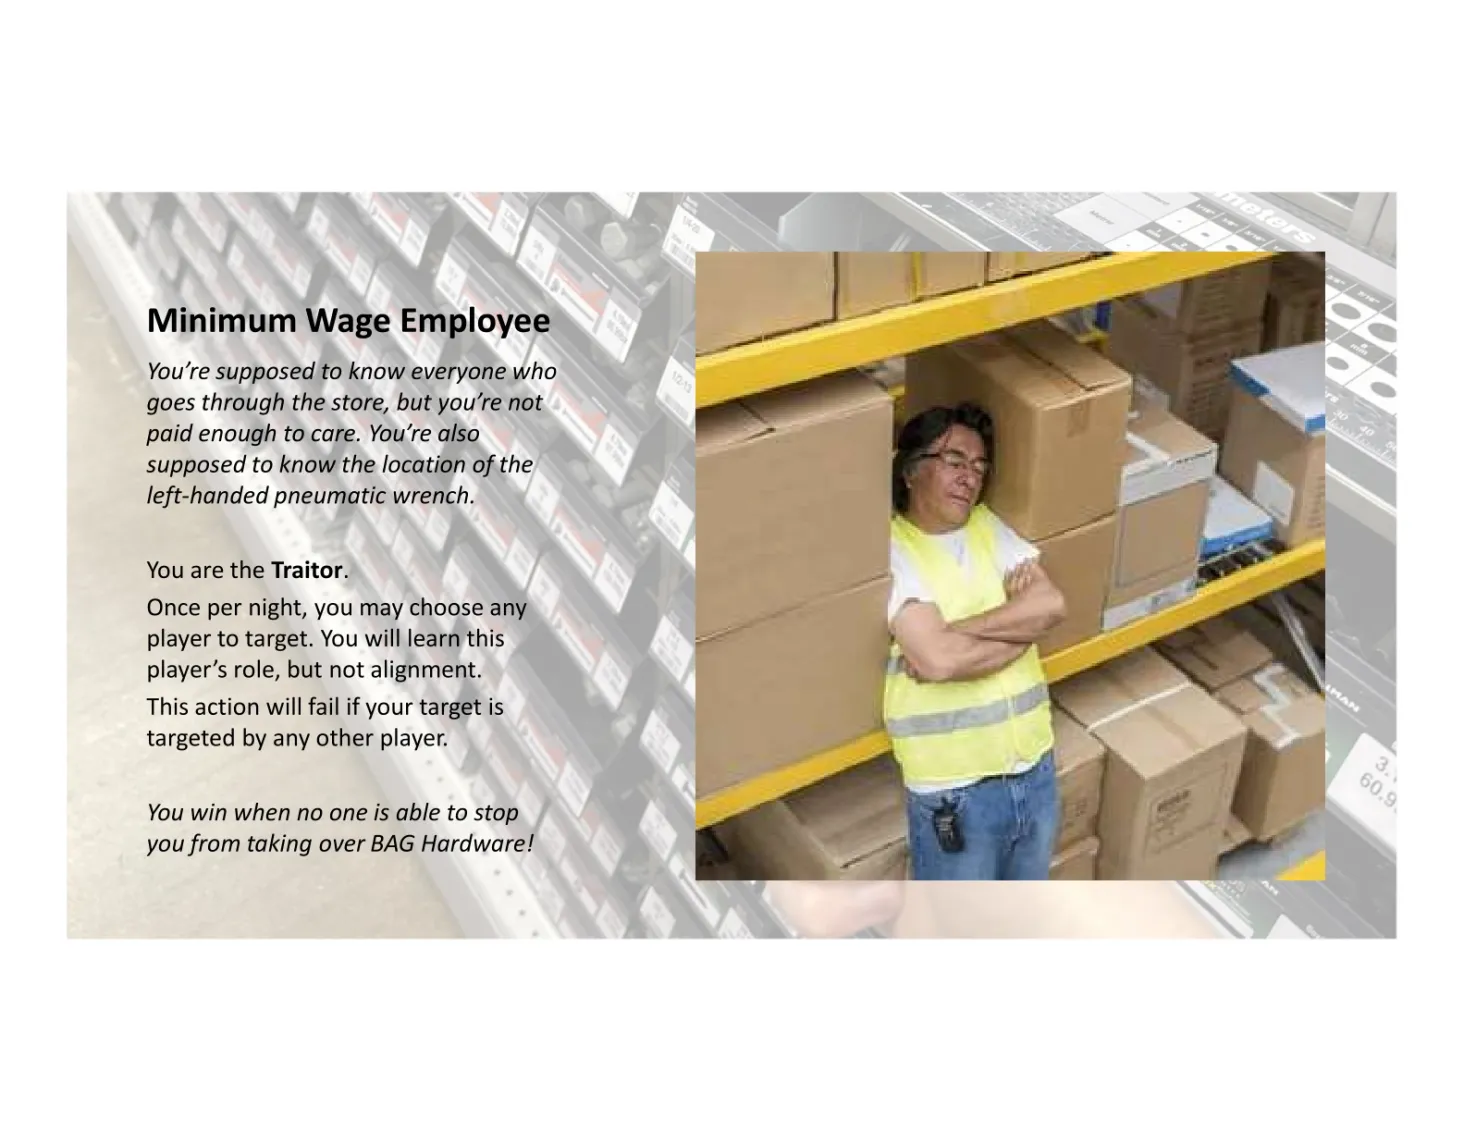 Minimum Wage Employee
You're supposed to know everyone who
goes through the store, but you're not
paid enough to care. You're also
supposed to know the location of the
left-handed pneumatic wrench.
You are the Traitor.
Once per night, you may choose any
player to target. You will learn this
player's role, but not alignment.
This action will fail if your target is
targeted by any other player.
You win when no one is able to stop
you from taking over BAG Hardware!